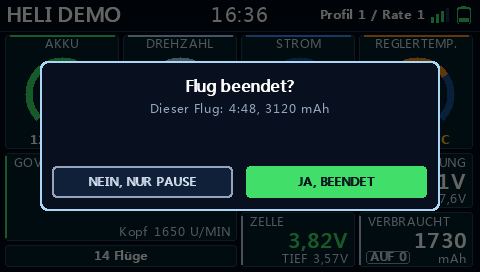 HELI DEMO 16:36 Profil 1 / Rate 1
AKKU DREHZAHL STROM REGLERTEMP.
Flug beendet?
Dieser Flug: 4:48, 3120 mAh
NEIN, NUR PAUSE JA, BEENDET
Kopf 1650 U/MIN
14 Flüge
ZELLE
3,82V
TIEF 3,57V
VERBRAUCHT
1730
AUF 0 mAh